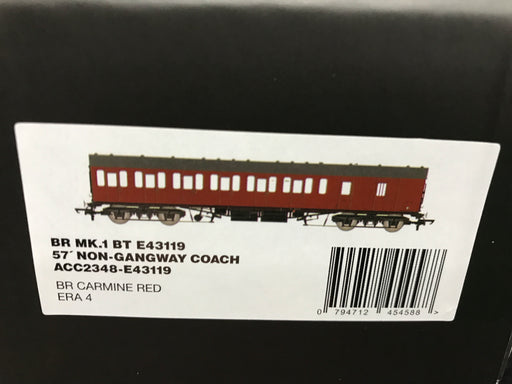 BR MK.1 BT E43119
57´ NON-GANGWAY COACH
ACC2348-E43119
BR CARMINE RED
ERA 4
0 794712 454588 >